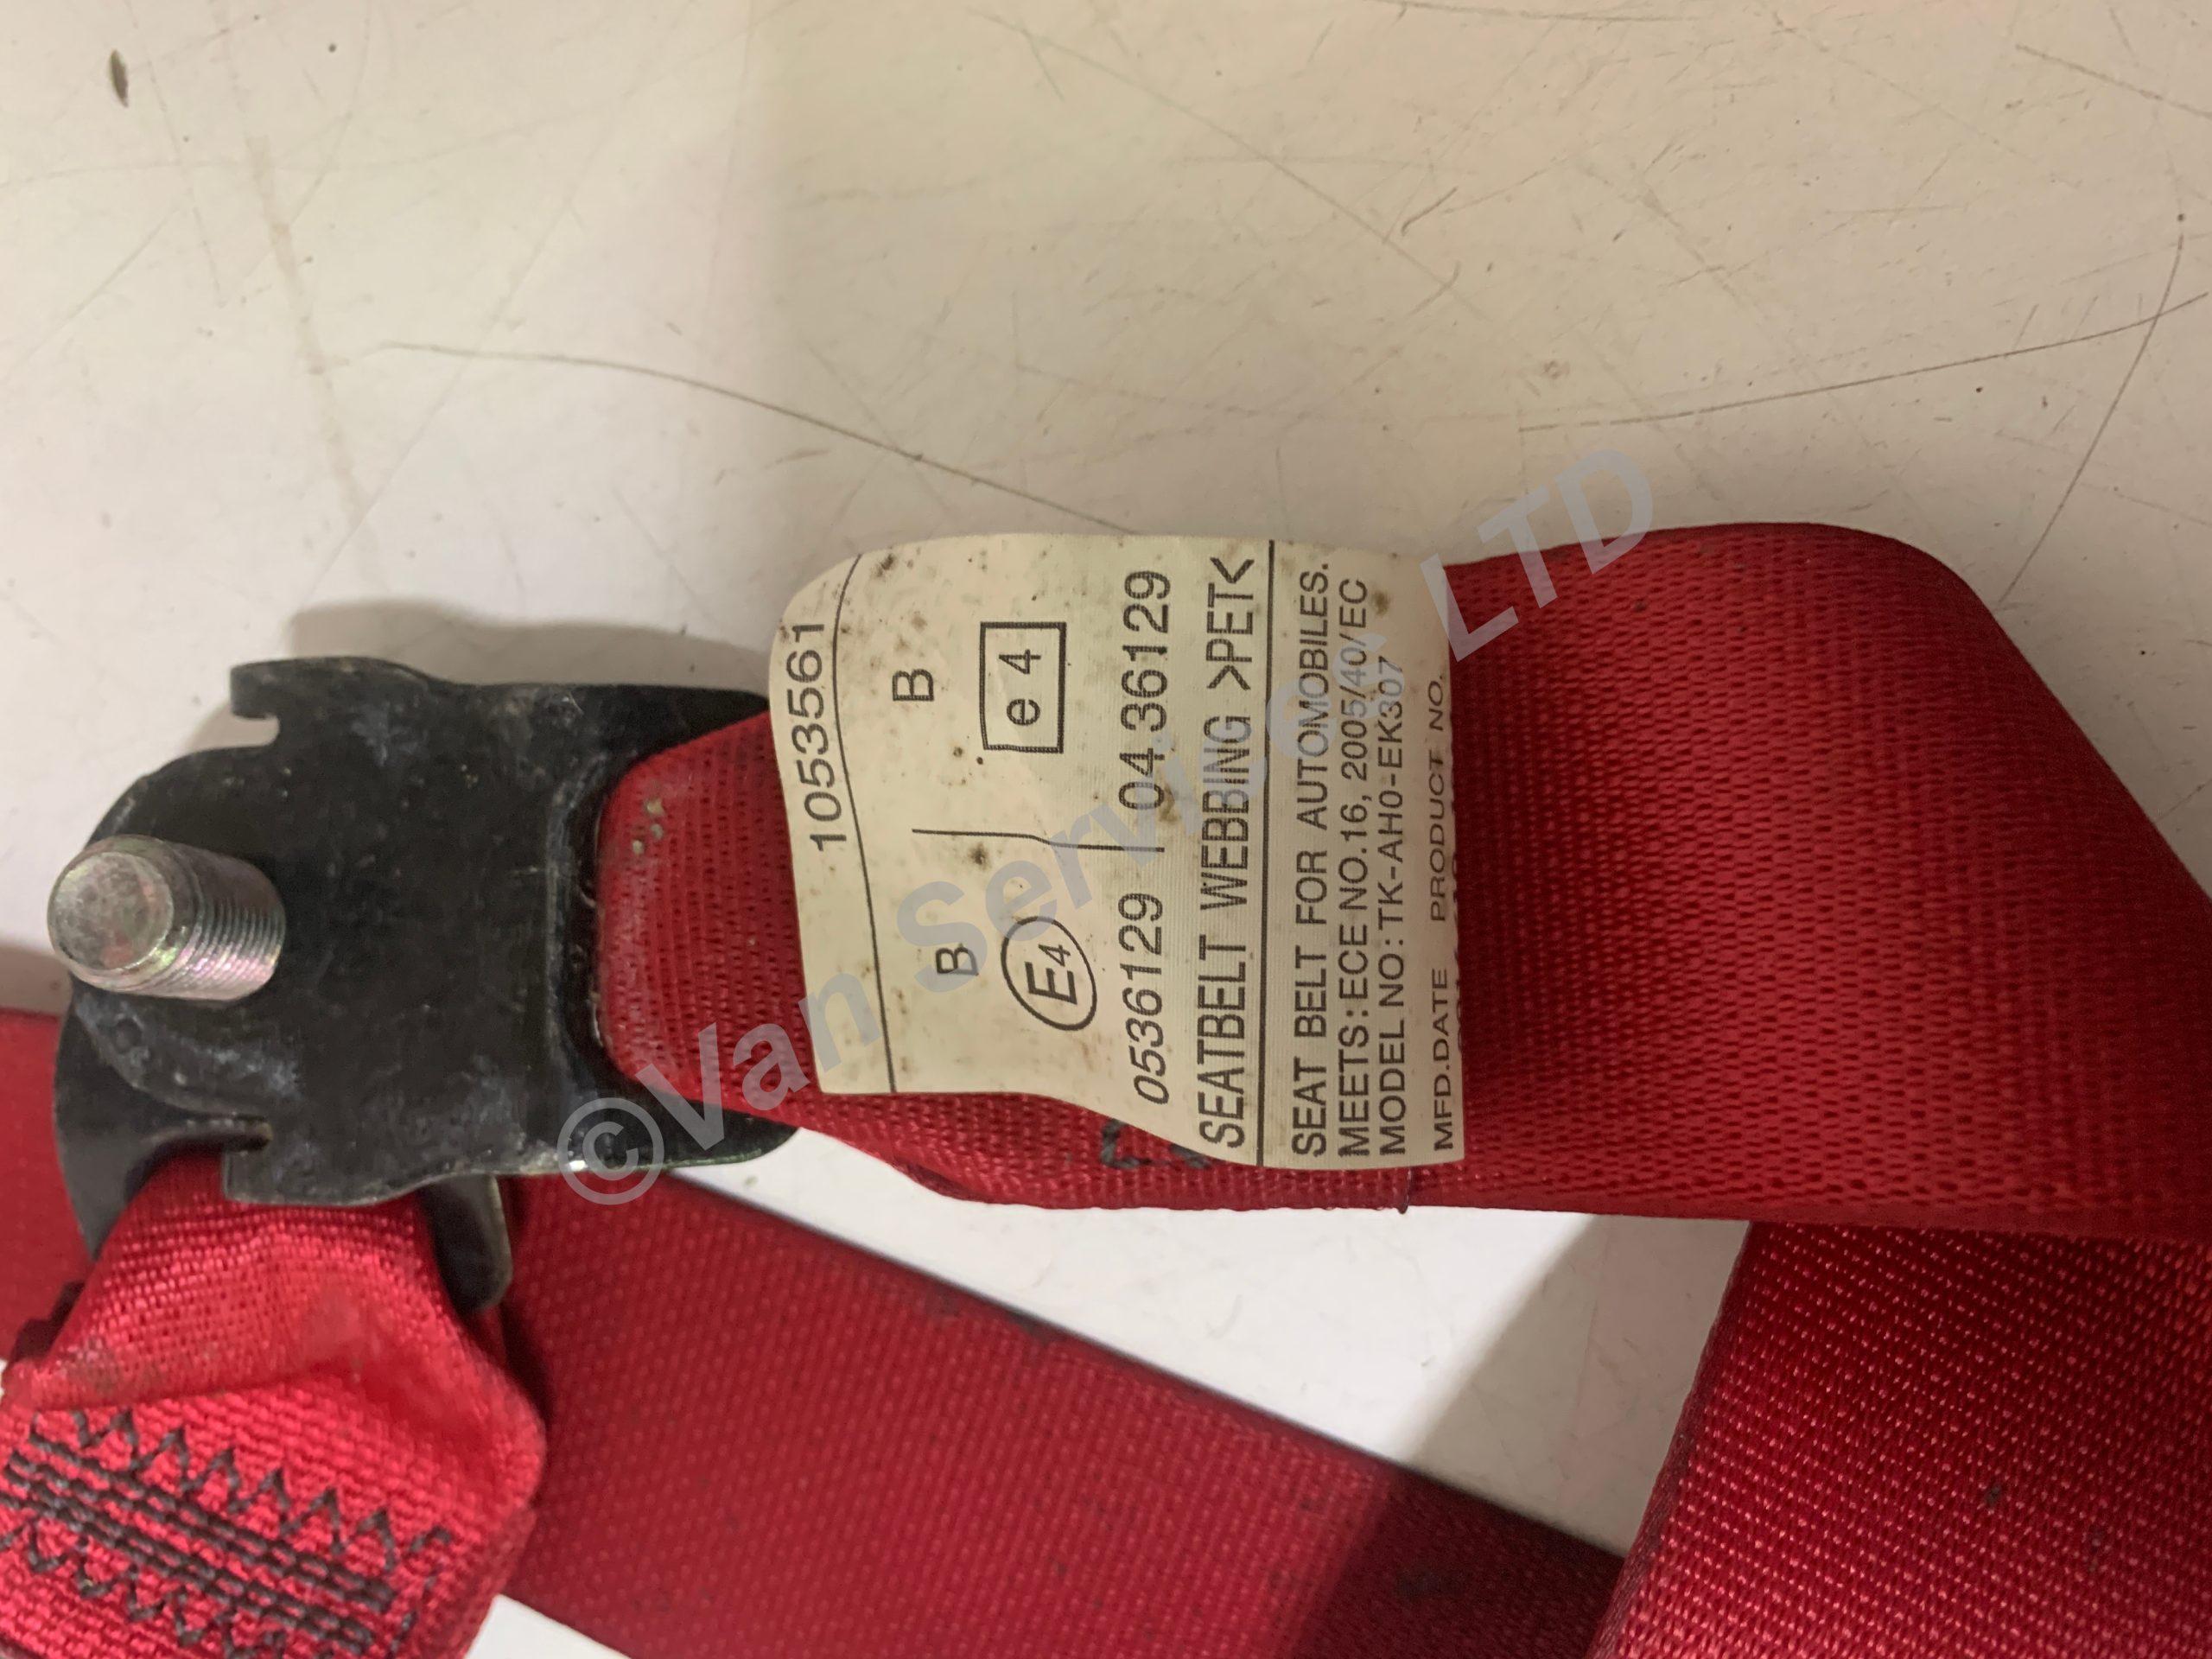 1053561
B B
E4 e 4
0536129 04.36129
SEATBELT WEBBING >PET<
SEAT BELT FOR AUTOMOBILES.
MEETS:ECE NO.16, 2005/40/EC
MODEL NO:TK-AH0-EK307
MFD.DATE PRODUCT NO.
©Van Services LTD